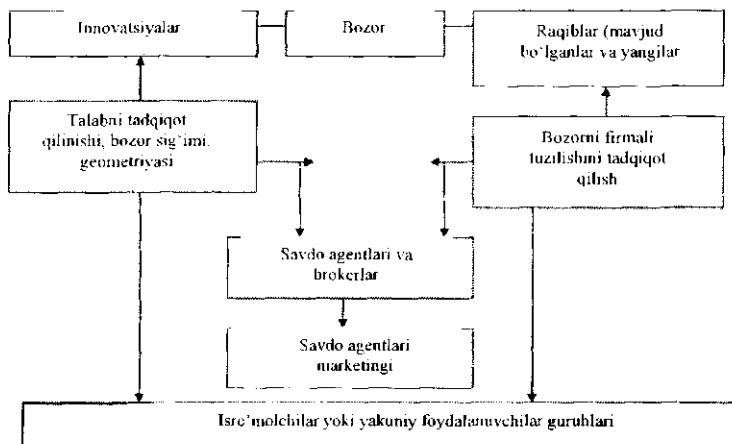 Innovatsiyalar
Bozor
Raqiblar (mavjud
bo‘lganlar va yangilar
Talabni tadqiqot
qilinishi, bozor sig‘imi,
geometriyasi
Bozorni firmali
tuzilishini tadqiqot
qilish
Savdo agentlari va
brokerlar
Savdo agentlari
marketingi
Iste’molchilar yoki yakuniy foydalanuvchilar guruhlari